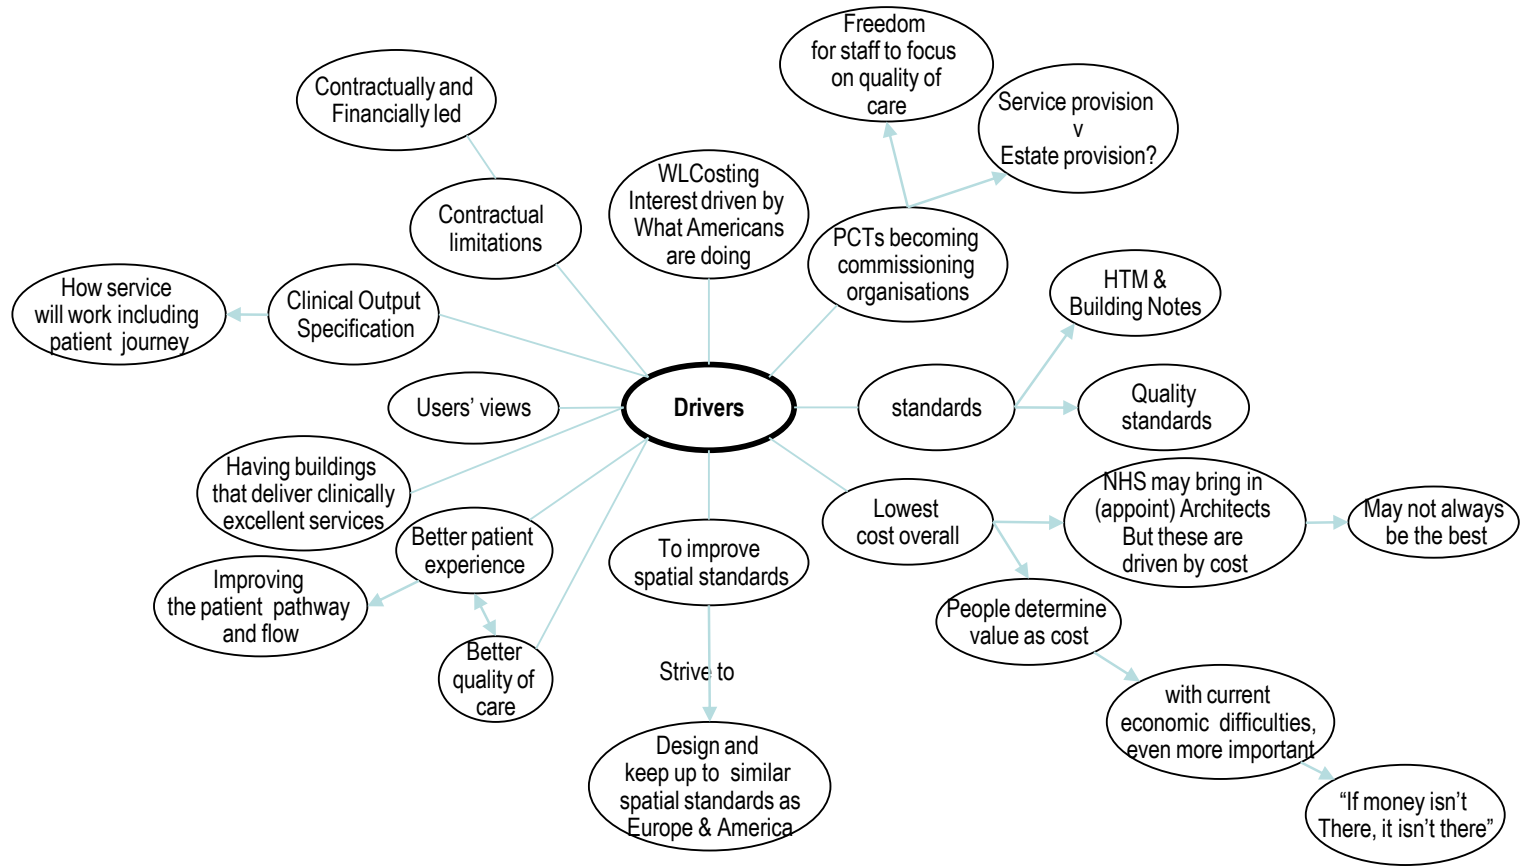 Freedom
for staff to focus
on quality of
care
Contractually and
Financially led
Service provision
v
Estate provision?
WLCosting
Interest driven by
What Americans
are doing
Contractual
limitations
PCTs becoming
commissioning
organisations
HTM &
Building Notes
How service
will work including
patient journey
Clinical Output
Specification
Users' views
Drivers
standards
Quality
standards
Having buildings
that deliver clinically
excellent services
Better patient
experience
To improve
spatial standards
Lowest
cost overall
NHS may bring in
(appoint) Architects
But these are
driven by cost
May not always
be the best
Improving
the patient pathway
and flow
People determine
value as cost
Better
quality of
care
Strive to
with current
economic difficulties,
even more important
Design and
keep up to similar
spatial standards as
Europe & America
“If money isn't
There, it isn't there”